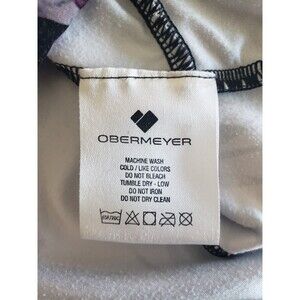 OBERMEYER
MACHINE WASH
COLD / LIKE COLORS
DO NOT BLEACH
TUMBLE DRY - LOW
DO NOT IRON
DO NOT DRY CLEAN